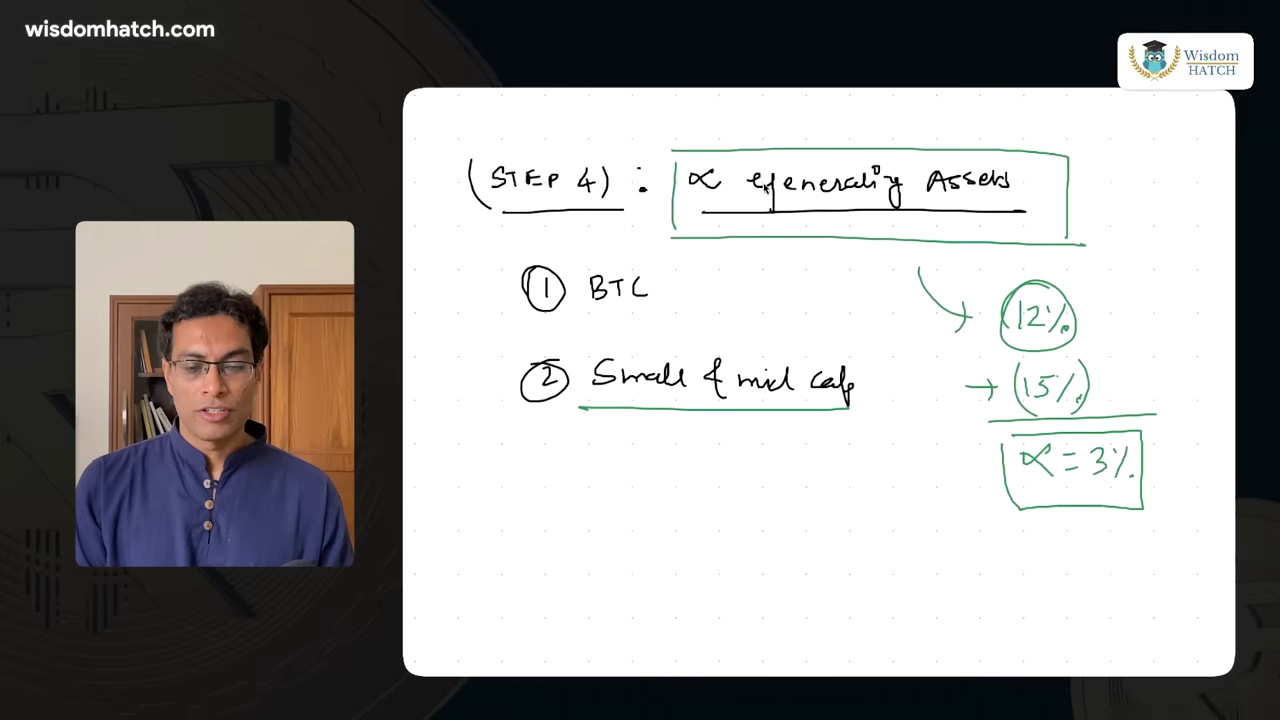 wisdomhatch.com
Wisdom
HATCH
(STEP 4) : ∝ Generating Assets
① BTC
12%
② Small & mid cap
→ (15%)
∝ = 3%